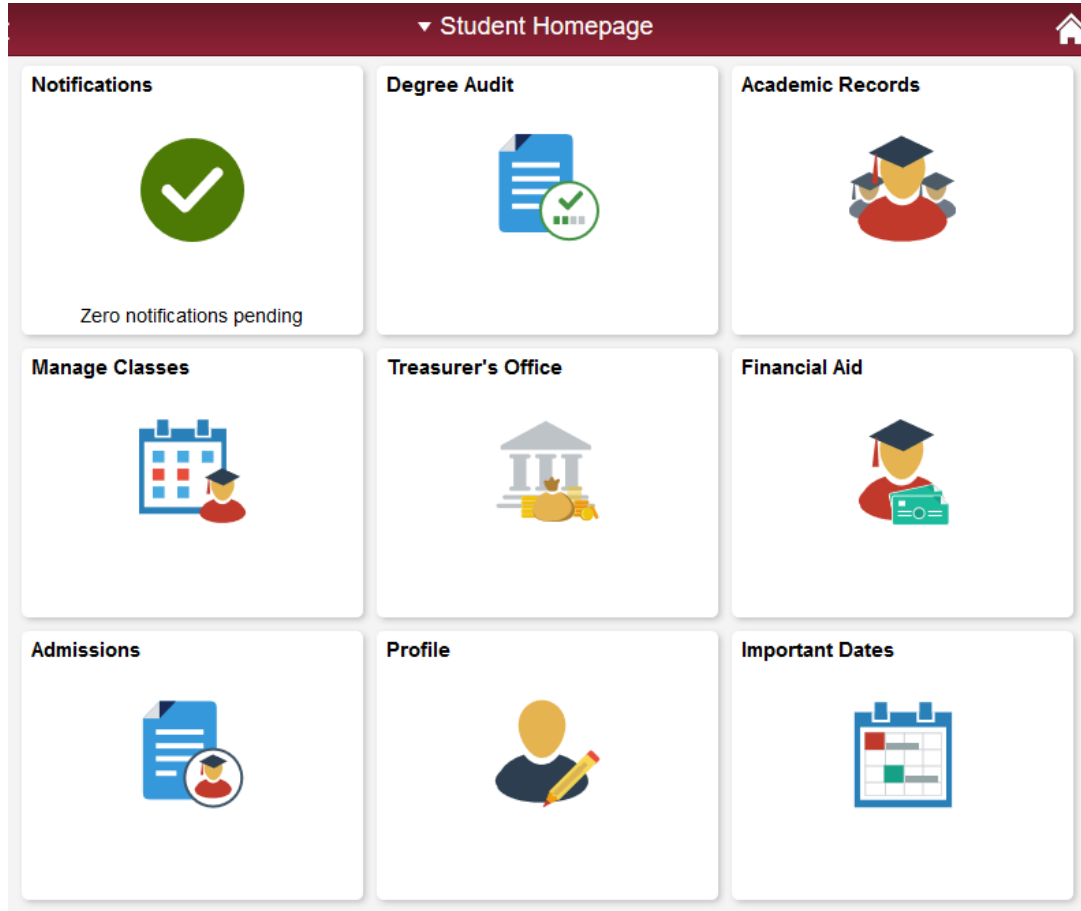 Student Homepage
Notifications
Degree Audit
Academic Records
Zero notifications pending
Manage Classes
Treasurer's Office
Financial Aid
Admissions
Profile
Important Dates